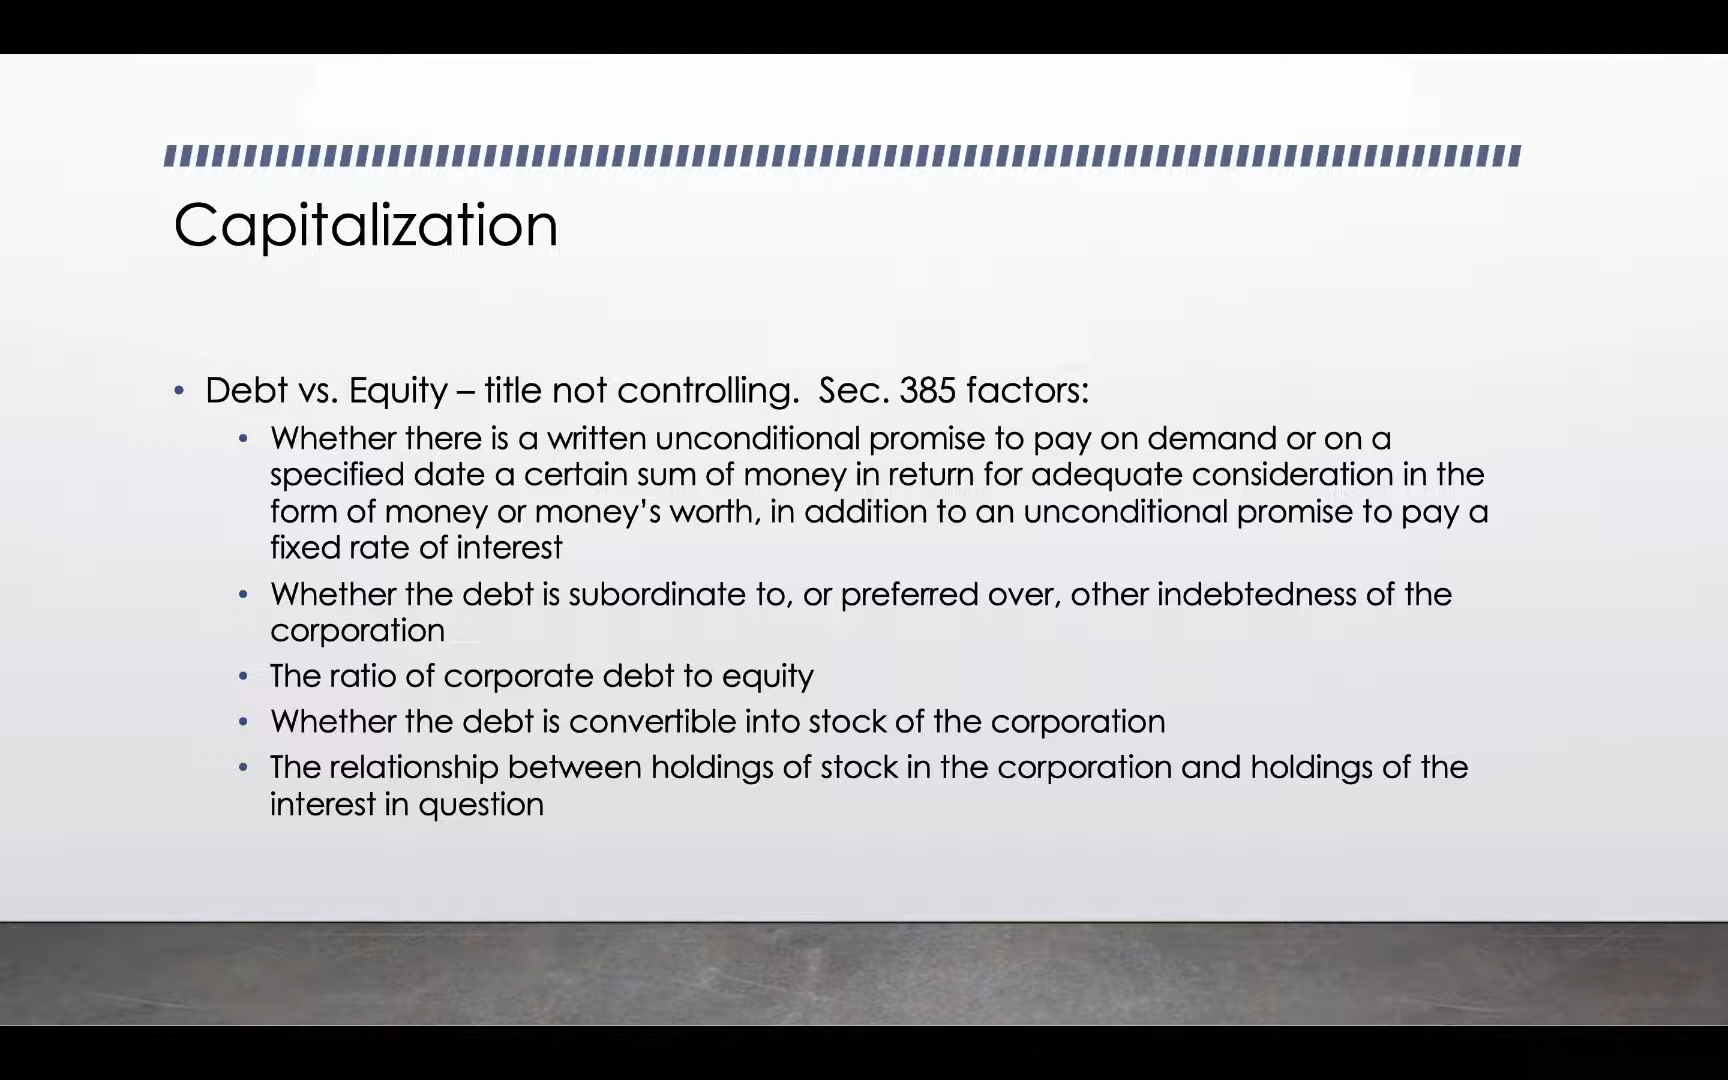 Capitalization
• Debt vs. Equity – title not controlling.  Sec. 385 factors:
• Whether there is a written unconditional promise to pay on demand or on a
specified date a certain sum of money in return for adequate consideration in the
form of money or money’s worth, in addition to an unconditional promise to pay a
fixed rate of interest
• Whether the debt is subordinate to, or preferred over, other indebtedness of the
corporation
• The ratio of corporate debt to equity
• Whether the debt is convertible into stock of the corporation
• The relationship between holdings of stock in the corporation and holdings of the
interest in question